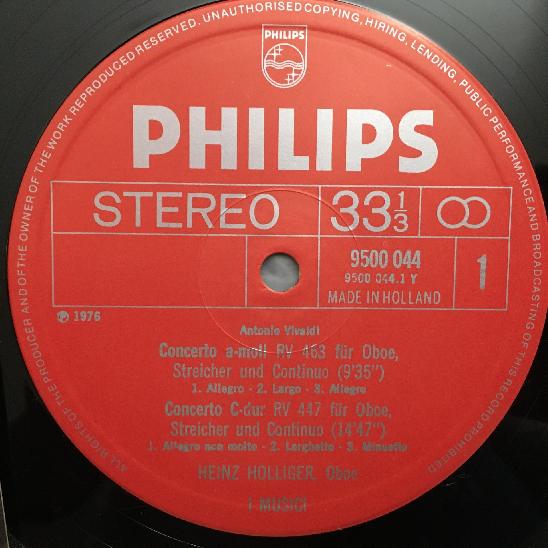 ALL RIGHTS OF THE PRODUCER AND OF THE OWNER OF THE WORK REPRODUCED RESERVED. UNAUTHORISED COPYING, HIRING, LENDING, PUBLIC PERFORMANCE AND BROADCASTING OF THIS RECORD PROHIBITED
PHILIPS
PHILIPS
STEREO
33 1/3
9500 044
9500 044.1 Y
MADE IN HOLLAND
1
℗ 1976
Antonio Vivaldi
Concerto a-moll RV 463 für Oboe,
Streicher und Continuo (9'35")
1. Allegro - 2. Largo - 3. Allegro
Concerto C-dur RV 447 für Oboe,
Streicher und Continuo (14'47")
1. Allegro non molto - 2. Larghetto - 3. Minuetto
HEINZ HOLLIGER, Oboe
I MUSICI